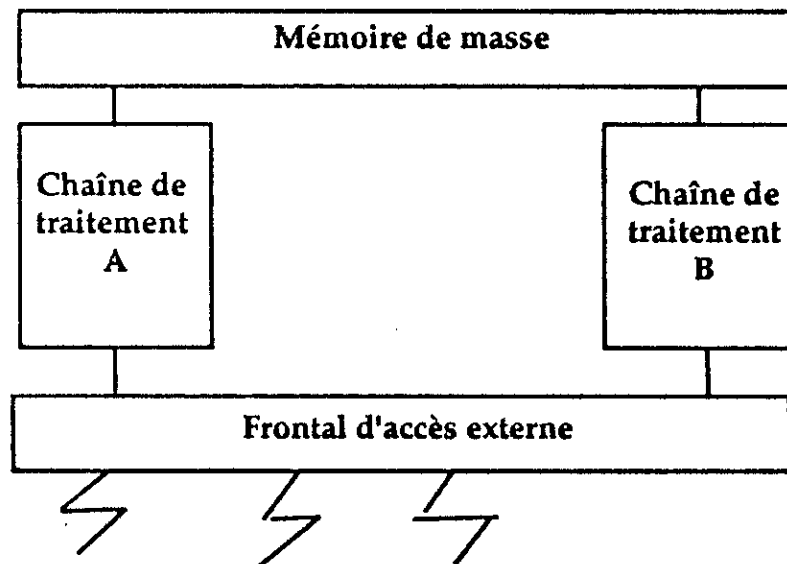 Mémoire de masse
Chaîne de
traitement
A
Chaîne de
traitement
B
Frontal d'accès externe